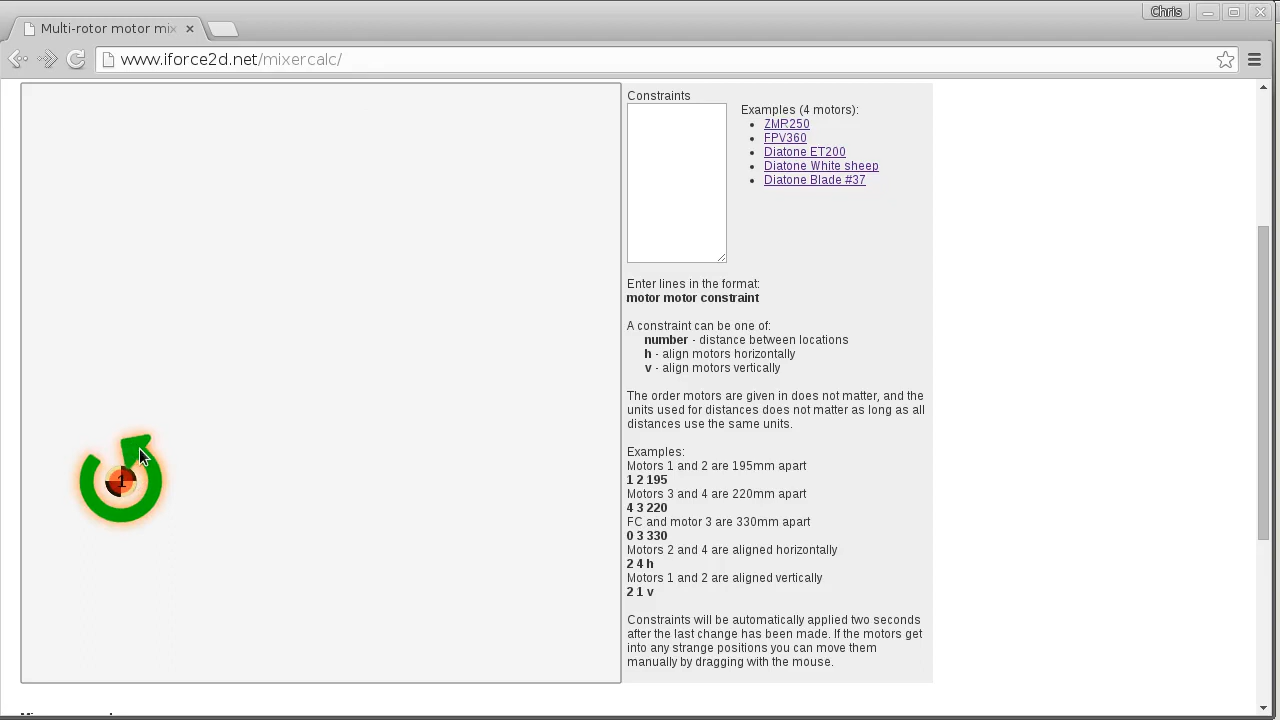 Chris
Multi-rotor motor mix
www.iforce2d.net/mixercalc/
Constraints
Examples (4 motors):
ZMR250
FPV360
Diatone ET200
Diatone White sheep
Diatone Blade #37
Enter lines in the format:
motor motor constraint
A constraint can be one of:
number - distance between locations
h - align motors horizontally
v - align motors vertically
The order motors are given in does not matter, and the
units used for distances does not matter as long as all
distances use the same units.
Examples:
Motors 1 and 2 are 195mm apart
1 2 195
Motors 3 and 4 are 220mm apart
4 3 220
FC and motor 3 are 330mm apart
0 3 330
Motors 2 and 4 are aligned horizontally
2 4 h
Motors 1 and 2 are aligned vertically
2 1 v
Constraints will be automatically applied two seconds
after the last change has been made. If the motors get
into any strange positions you can move them
manually by dragging with the mouse.
1